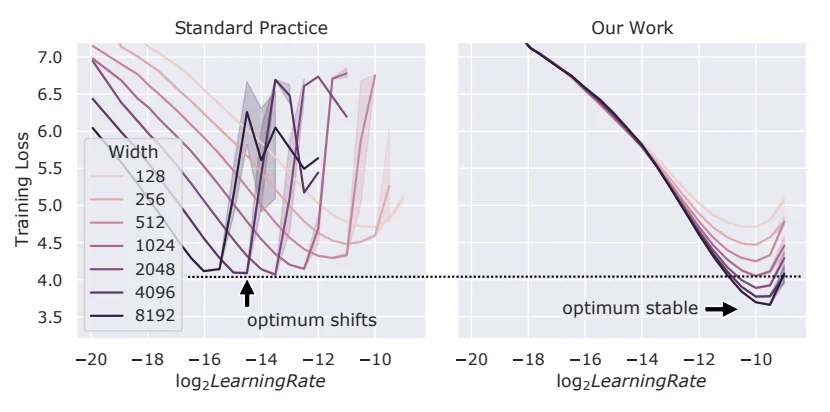 Standard Practice
Our Work
Training Loss
7.0
6.5
6.0
5.5
5.0
4.5
4.0
3.5
Width
128
256
512
1024
2048
4096
8192
optimum shifts
optimum stable
−20 −18 −16 −14 −12 −10
−20 −18 −16 −14 −12 −10
log₂LearningRate
log₂LearningRate